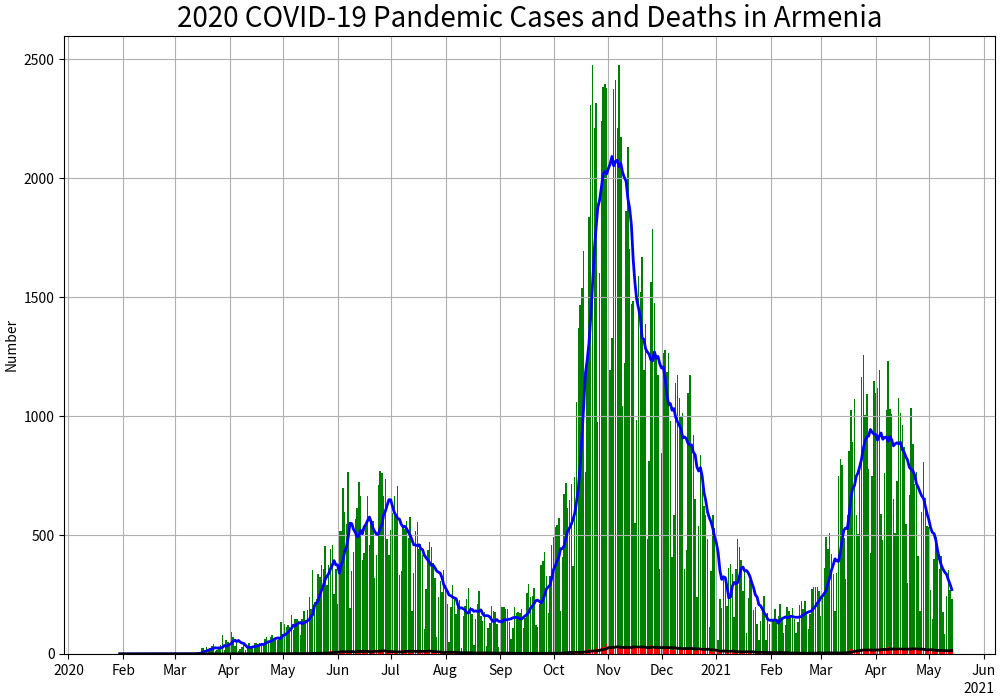 2020 COVID-19 Pandemic Cases and Deaths in Armenia
Number
2500
2000
1500
1000
500
0
2020 Feb Mar Apr May Jun Jul Aug Sep Oct Nov Dec 2021 Feb Mar Apr May Jun
2021